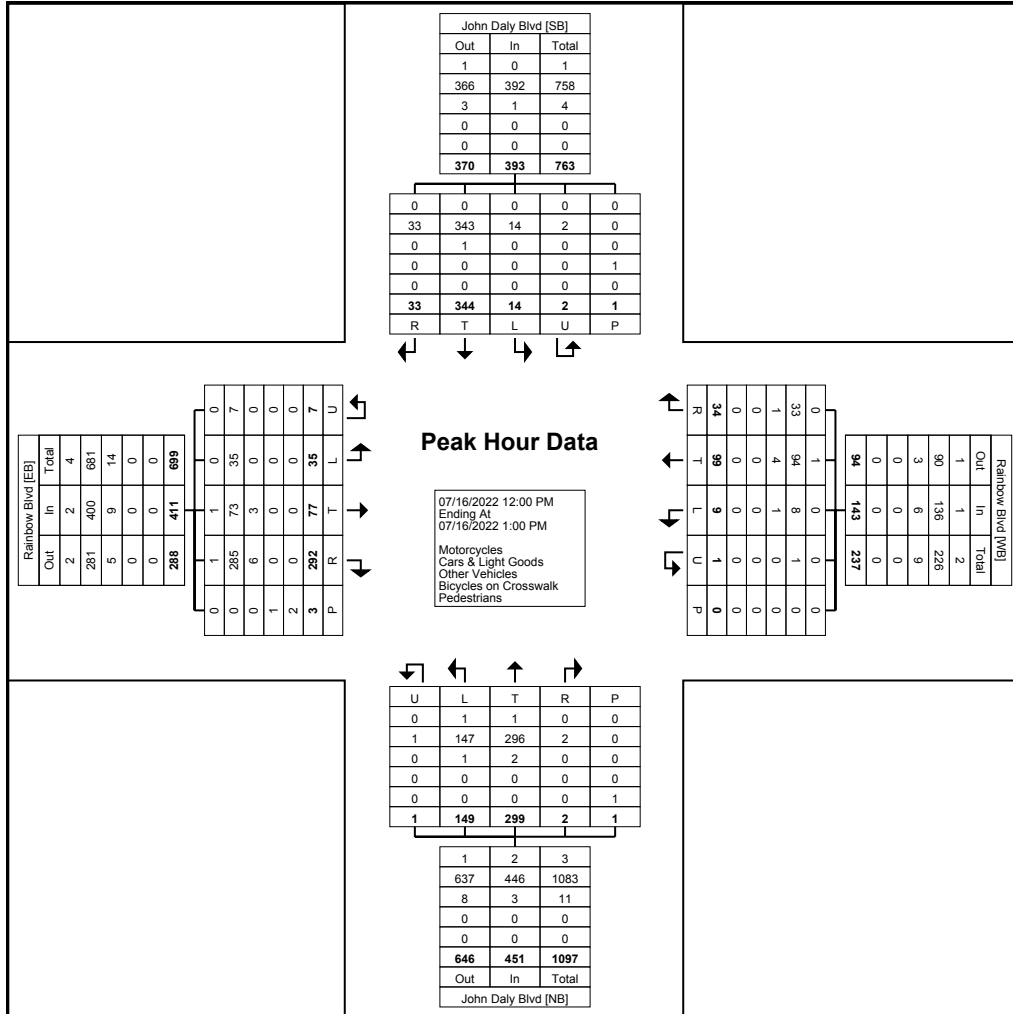 John Daly Blvd [SB]
Out In Total
1 0 1
366 392 758
3 1 4
0 0 0
0 0 0
370 393 763
0 0 0 0 0
33 343 14 2 0
0 1 0 0 0
0 0 0 0 1
0 0 0 0 0
33 344 14 2 1
R T L U P
Rainbow Blvd [EB]
Total 4 681 14 0 0 699
In 2 400 9 0 0 411
Out 2 281 5 0 0 288
0 7 0 0 0 7 U
0 35 0 0 0 35 L
1 73 3 0 0 77 T
1 285 6 0 0 292 R
0 0 0 1 2 3 P
Peak Hour Data
07/16/2022 12:00 PM
Ending At
07/16/2022 1:00 PM
Motorcycles
Cars & Light Goods
Other Vehicles
Bicycles on Crosswalk
Pedestrians
R 34 0 0 1 33 0
T 99 0 0 4 94 1
L 9 0 0 1 8 0
U 1 0 0 0 1 0
P 0 0 0 0 0 0
94 0 0 3 90 1 Out
143 0 0 6 136 1 In
237 0 0 9 226 2 Total
Rainbow Blvd [WB]
U L T R P
0 1 1 0 0
1 147 296 2 0
0 1 2 0 0
0 0 0 0 0
0 0 0 0 1
1 149 299 2 1
1 2 3
637 446 1083
8 3 11
0 0 0
0 0 0
646 451 1097
Out In Total
John Daly Blvd [NB]